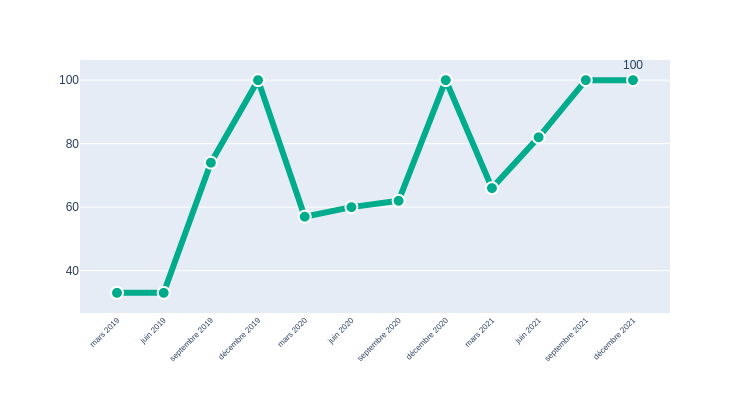 100
100
80
60
40
mars 2019
juin 2019
septembre 2019
décembre 2019
mars 2020
juin 2020
septembre 2020
décembre 2020
mars 2021
juin 2021
septembre 2021
décembre 2021